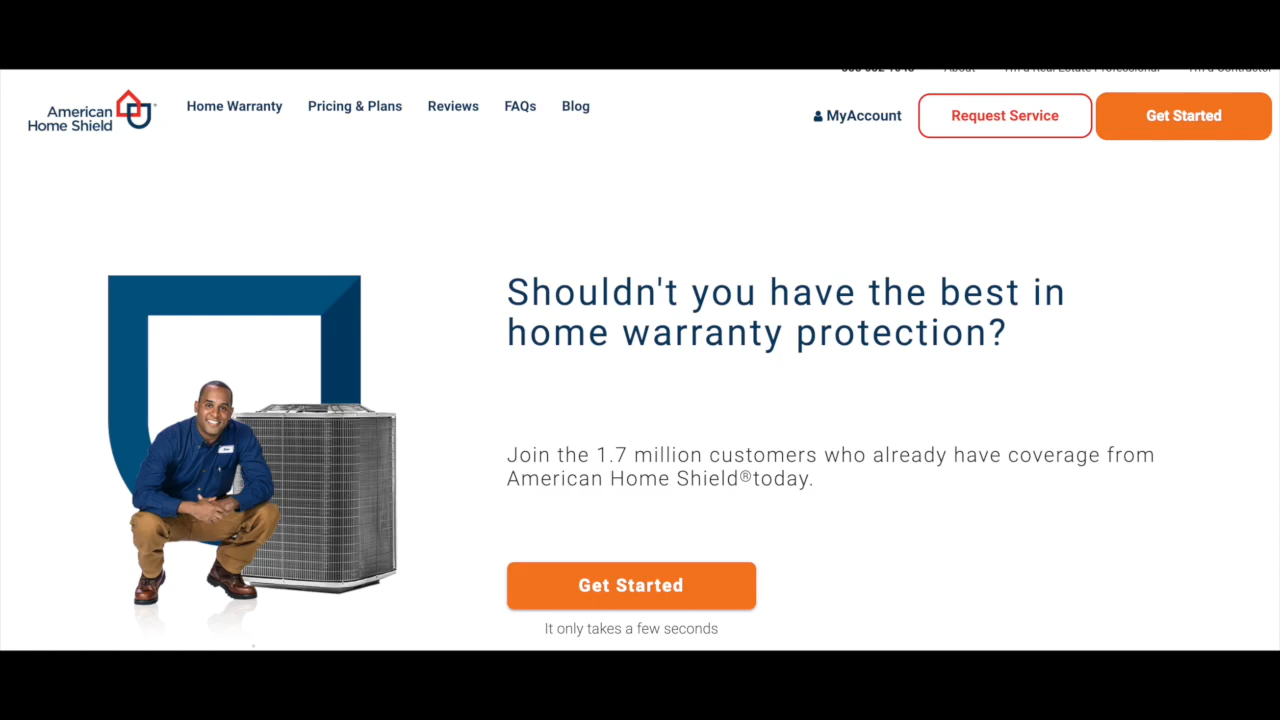 About
American
Home Shield
Home Warranty
Pricing & Plans
Reviews
FAQs
Blog
MyAccount
Request Service
Get Started
Shouldn't you have the best in
home warranty protection?
Join the 1.7 million customers who already have coverage from
American Home Shield®today.
Get Started
It only takes a few seconds